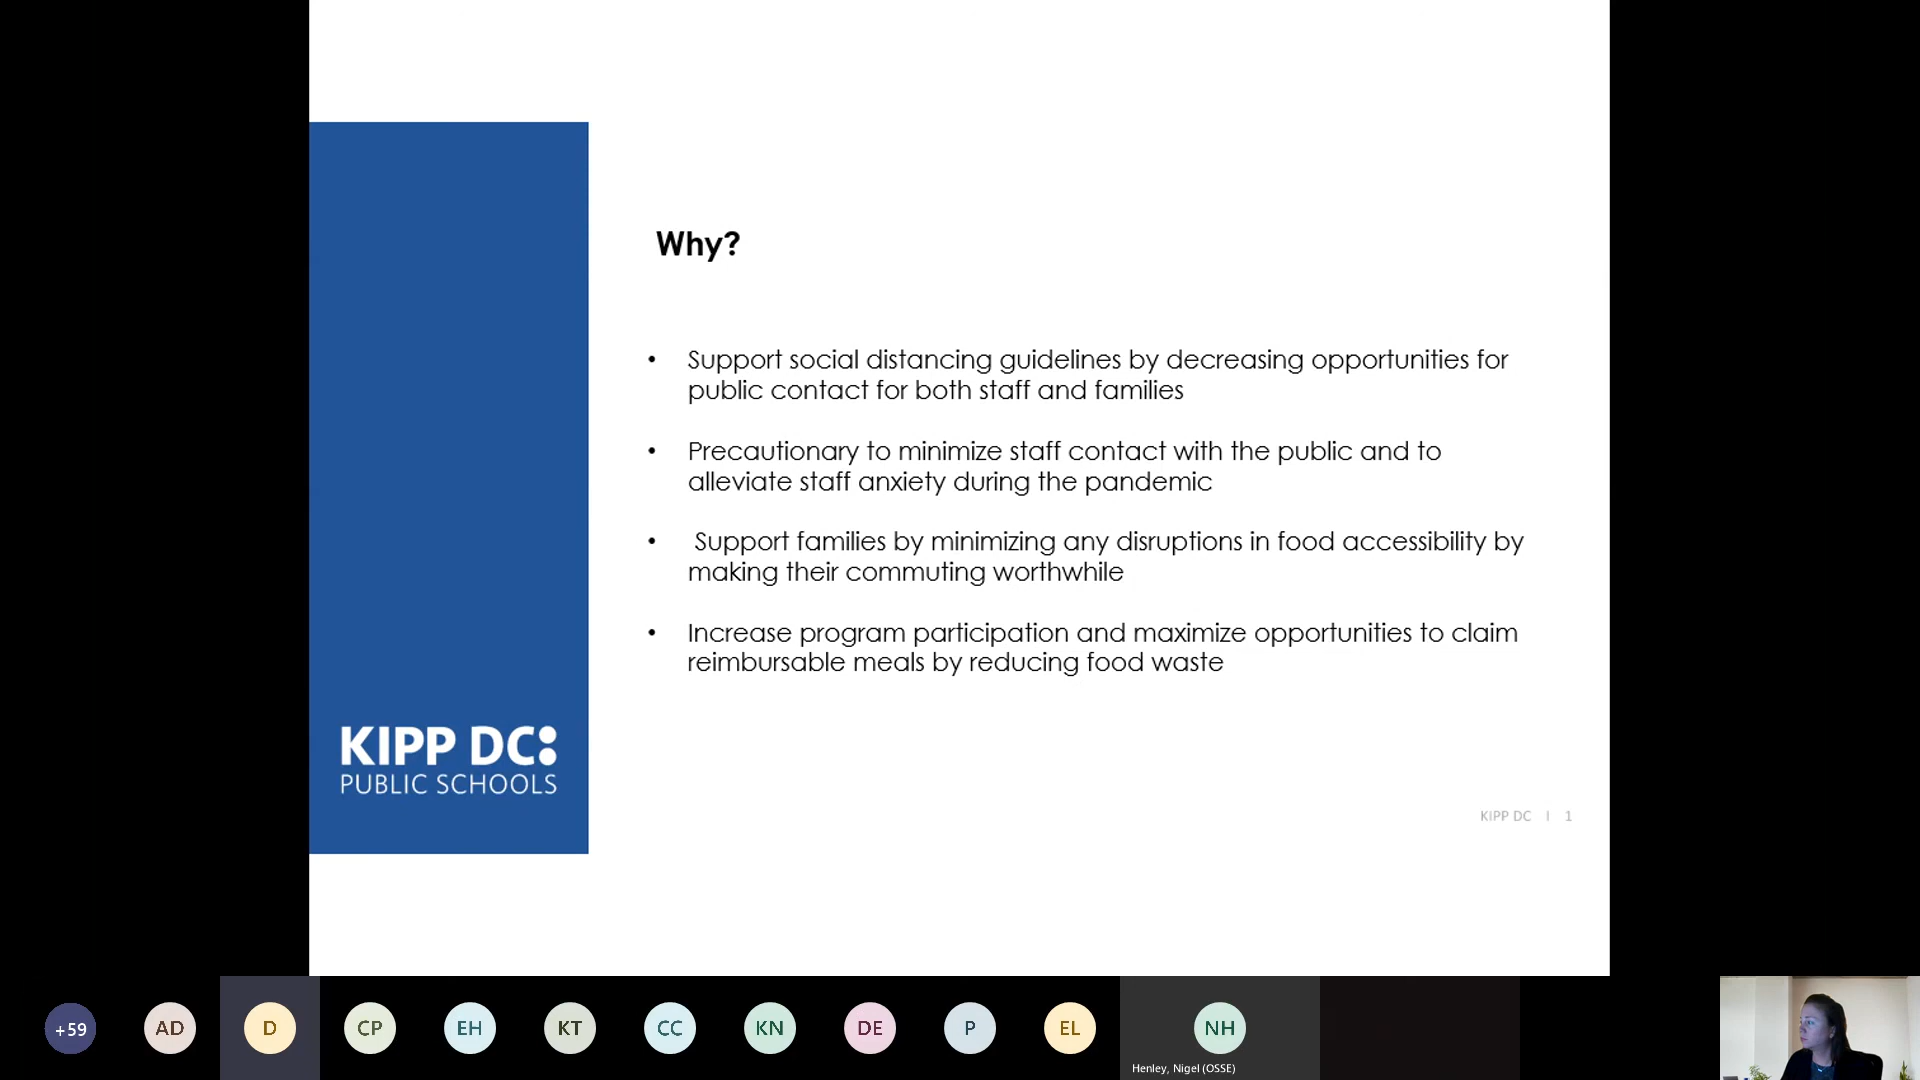 Why?
• Support social distancing guidelines by decreasing opportunities for
public contact for both staff and families
• Precautionary to minimize staff contact with the public and to
alleviate staff anxiety during the pandemic
• Support families by minimizing any disruptions in food accessibility by
making their commuting worthwhile
• Increase program participation and maximize opportunities to claim
reimbursable meals by reducing food waste
KIPP DC:
PUBLIC SCHOOLS
KIPP DC | 1
+59 AD D CP EH KT CC KN DE P EL NH
Henley, Nigel (OSSE)